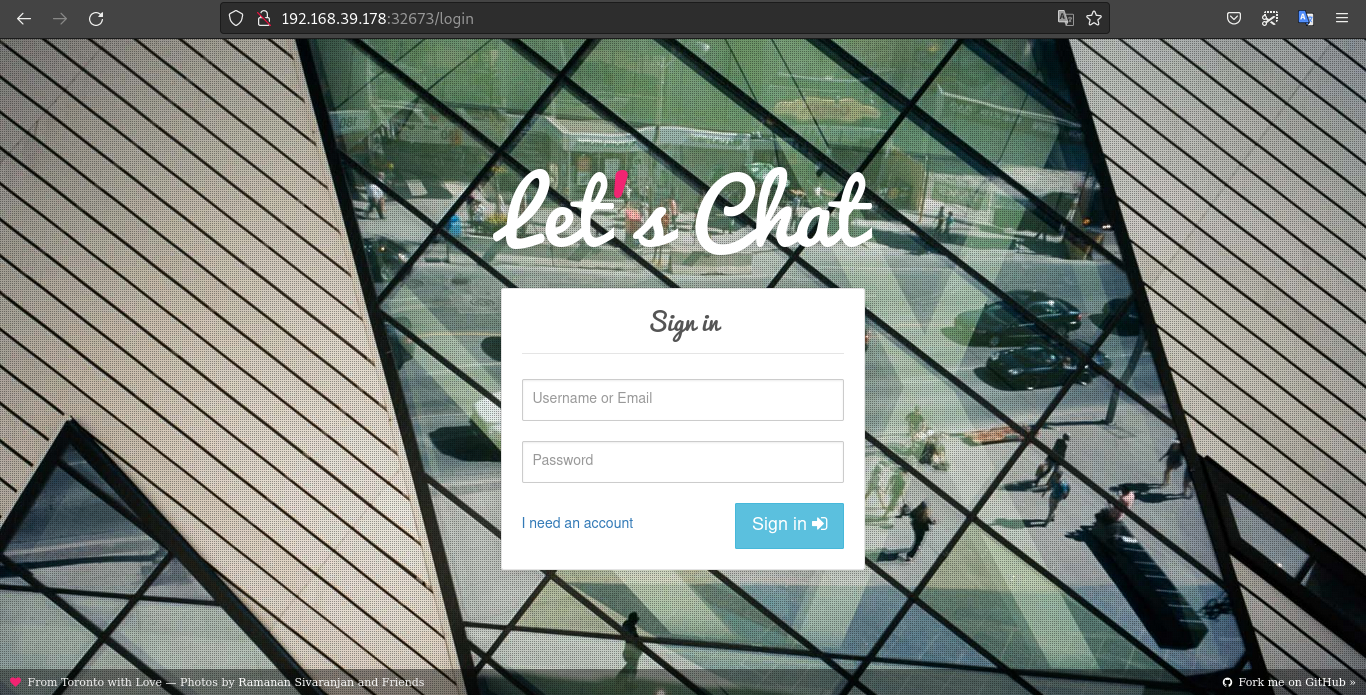 192.168.39.178:32673/login
Let's Chat
Sign in
Username or Email
Password
I need an account
Sign in
From Toronto with Love — Photos by Ramanan Sivaranjan and Friends
Fork me on GitHub »